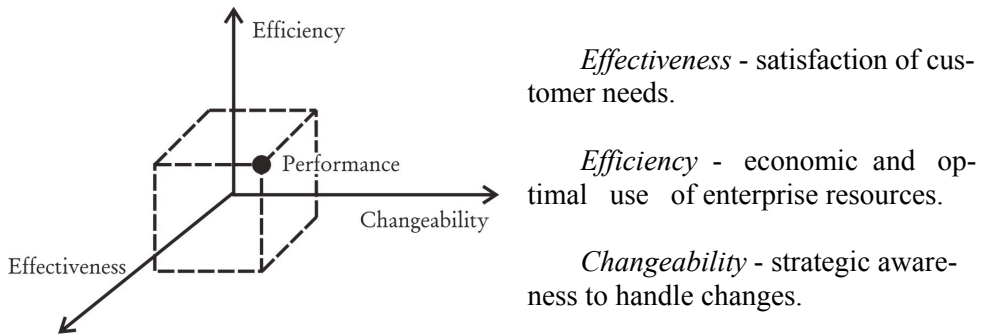 Efficiency
Performance
Changeability
Effectiveness
Effectiveness - satisfaction of cus-
tomer needs.
Efficiency - economic and op-
timal use of enterprise resources.
Changeability - strategic aware-
ness to handle changes.